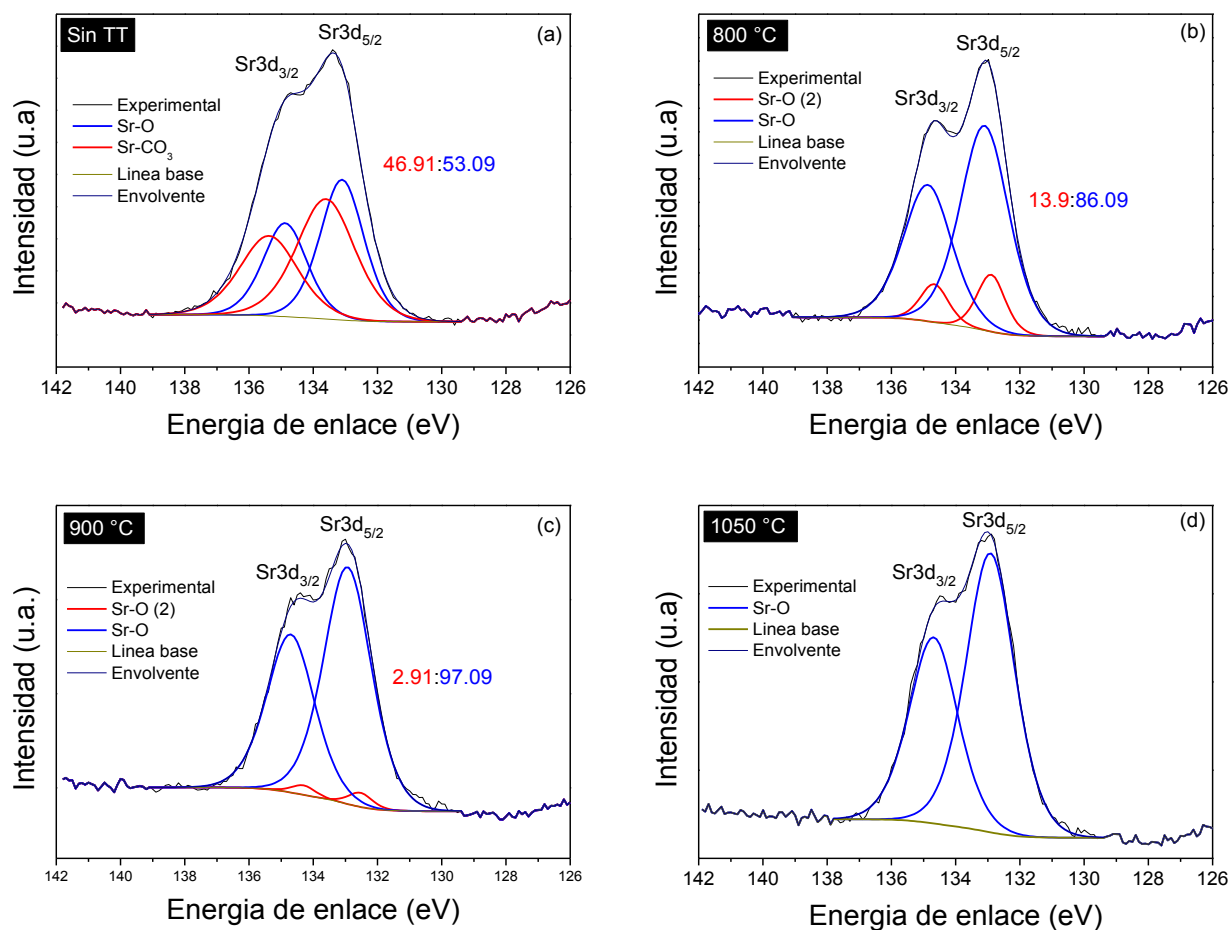 Sin TT
(a)
Sr3d5/2
Sr3d3/2
Experimental
Sr-O
Sr-CO3
Linea base
Envolvente
46.91:53.09
Intensidad (u.a)
142 140 138 136 134 132 130 128 126
Energia de enlace (eV)
800 °C
(b)
Sr3d5/2
Sr3d3/2
Experimental
Sr-O (2)
Sr-O
Linea base
Envolvente
13.9:86.09
Intensidad (u.a)
142 140 138 136 134 132 130 128 126
Energia de enlace (eV)
900 °C
(c)
Sr3d5/2
Sr3d3/2
Experimental
Sr-O (2)
Sr-O
Linea base
Envolvente
2.91:97.09
Intensidad (u.a.)
142 140 138 136 134 132 130 128 126
Energia de enlace (eV)
1050 °C
(d)
Sr3d5/2
Sr3d3/2
Experimental
Sr-O
Linea base
Envolvente
Intensidad (u.a)
142 140 138 136 134 132 130 128 126
Energia de enlace (eV)